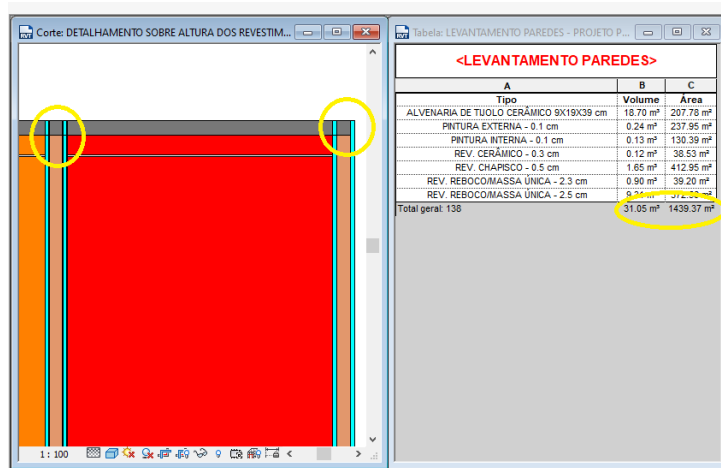 Corte: DETALHAMENTO SOBRE ALTURA DOS REVESTIM...
1 : 100
Tabela: LEVANTAMENTO PAREDES - PROJETO P...
<LEVANTAMENTO PAREDES>
A B C
Tipo Volume Área
ALVENARIA DE TIJOLO CERÂMICO 9X19X39 cm 18.70 m³ 207.78 m²
PINTURA EXTERNA - 0.1 cm 0.24 m³ 237.95 m²
PINTURA INTERNA - 0.1 cm 0.13 m³ 130.39 m²
REV. CERÂMICO - 0.3 cm 0.12 m³ 38.53 m²
REV. CHAPISCO - 0.5 cm 1.65 m³ 412.95 m²
REV. REBOCO/MASSA ÚNICA - 2.3 cm 0.90 m³ 39.20 m²
REV. REBOCO/MASSA ÚNICA - 2.5 cm
Total geral: 138 31.05 m³ 1439.37 m²